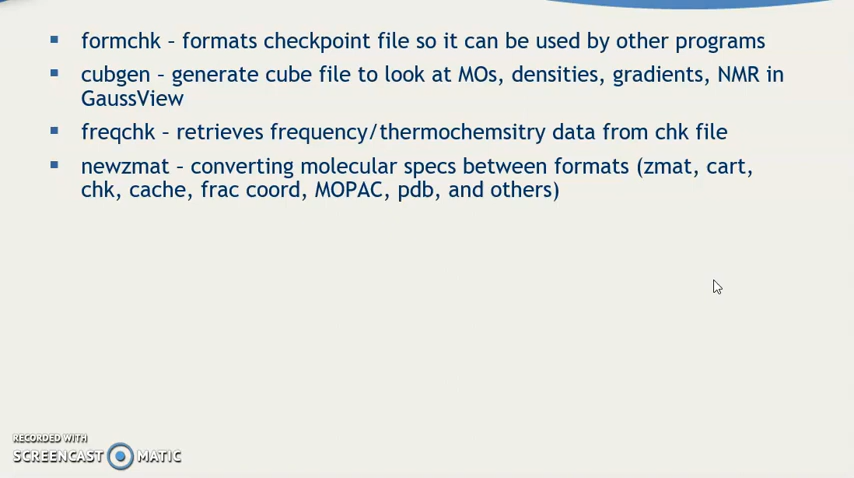 ▪ formchk – formats checkpoint file so it can be used by other programs
▪ cubgen – generate cube file to look at MOs, densities, gradients, NMR in
GaussView
▪ freqchk – retrieves frequency/thermochemsitry data from chk file
▪ newzmat – converting molecular specs between formats (zmat, cart,
chk, cache, frac coord, MOPAC, pdb, and others)
RECORDED WITH
SCREENCAST MATIC